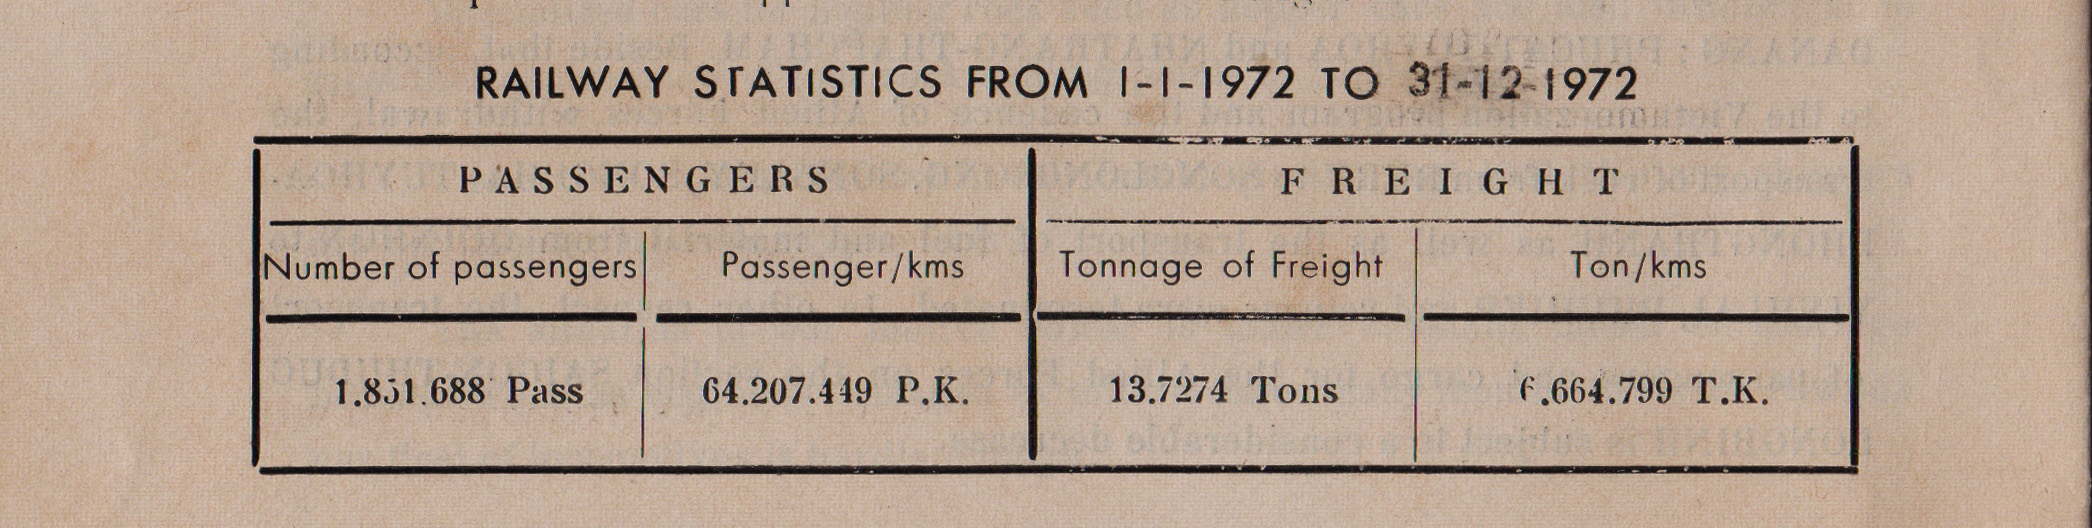 RAILWAY STATISTICS FROM 1-1-1972 TO 31-12-1972
PASSENGERS FREIGHT
Number of passengers Passenger/kms Tonnage of Freight Ton/kms
1.851.688 Pass 64.207.449 P.K. 13.7274 Tons 6.664.799 T.K.